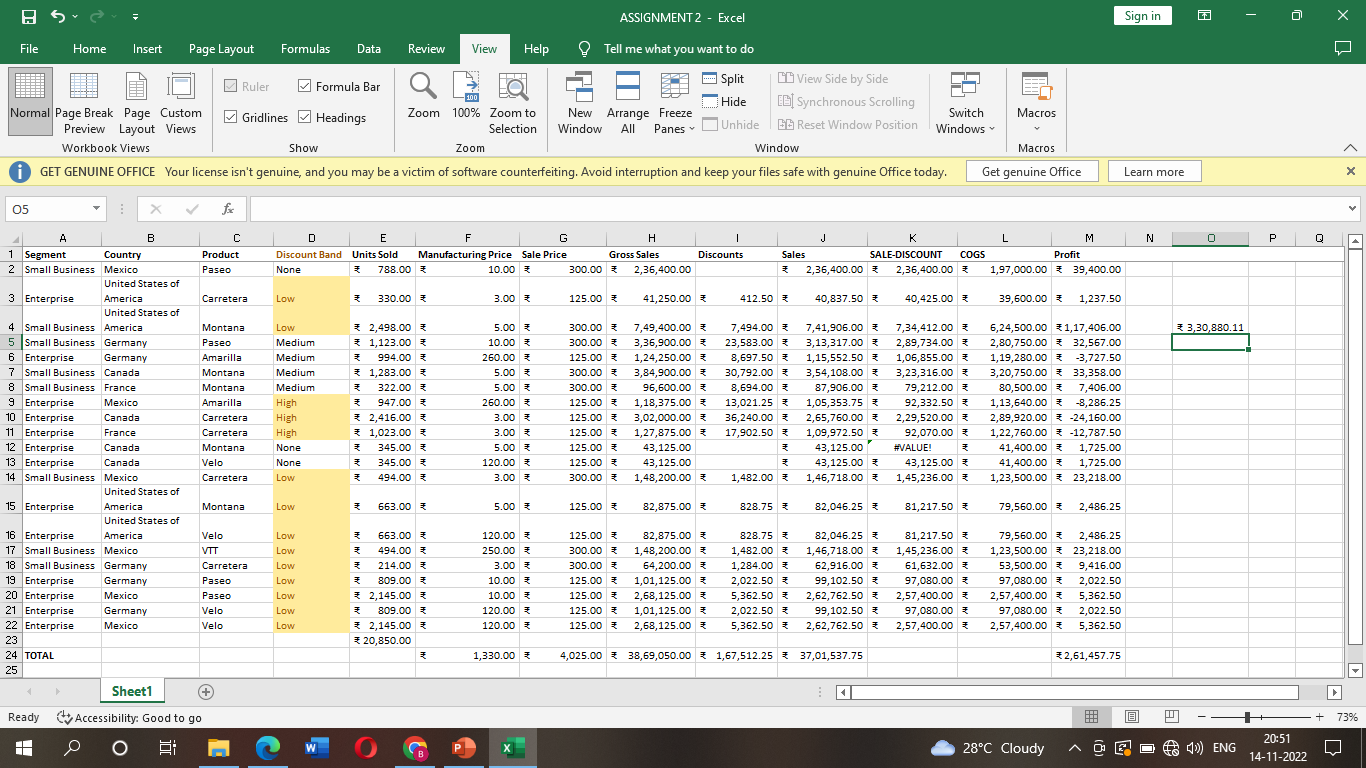 ASSIGNMENT 2 - Excel
Sign in
File Home Insert Page Layout Formulas Data Review View Help Tell me what you want to do
Normal Page Break Preview Page Layout Custom Views
Workbook Views
Ruler Formula Bar
Gridlines Headings
Show
Zoom 100% Zoom to Selection
Zoom
New Window Arrange All Freeze Panes
Split
Hide
Unhide
View Side by Side
Synchronous Scrolling
Reset Window Position
Switch Windows
Window
Macros
Macros
GET GENUINE OFFICE Your license isn't genuine, and you may be a victim of software counterfeiting. Avoid interruption and keep your files safe with genuine Office today. Get genuine Office Learn more
O5 fx
A B C D E F G H I J K L M N O P Q
1 Segment Country Product Discount Band Units Sold Manufacturing Price Sale Price Gross Sales Discounts Sales SALE-DISCOUNT COGS Profit
2 Small Business Mexico Paseo None ₹ 788.00 ₹ 10.00 ₹ 300.00 ₹ 2,36,400.00 ₹ 2,36,400.00 ₹ 2,36,400.00 ₹ 1,97,000.00 ₹ 39,400.00
3 Enterprise United States of America Carretera Low ₹ 330.00 ₹ 3.00 ₹ 125.00 ₹ 41,250.00 ₹ 412.50 ₹ 40,837.50 ₹ 40,425.00 ₹ 39,600.00 ₹ 1,237.50
4 Small Business United States of America Montana Low ₹ 2,498.00 ₹ 5.00 ₹ 300.00 ₹ 7,49,400.00 ₹ 7,494.00 ₹ 7,41,906.00 ₹ 7,34,412.00 ₹ 6,24,500.00 ₹ 1,17,406.00 ₹ 3,30,880.11
5 Small Business Germany Paseo Medium ₹ 1,123.00 ₹ 10.00 ₹ 300.00 ₹ 3,36,900.00 ₹ 23,583.00 ₹ 3,13,317.00 ₹ 2,89,734.00 ₹ 2,80,750.00 ₹ 32,567.00
6 Enterprise Germany Amarilla Medium ₹ 994.00 ₹ 260.00 ₹ 125.00 ₹ 1,24,250.00 ₹ 8,697.50 ₹ 1,15,552.50 ₹ 1,06,855.00 ₹ 1,19,280.00 ₹ -3,727.50
7 Small Business Canada Montana Medium ₹ 1,283.00 ₹ 5.00 ₹ 300.00 ₹ 3,84,900.00 ₹ 30,792.00 ₹ 3,54,108.00 ₹ 3,23,316.00 ₹ 3,20,750.00 ₹ 33,358.00
8 Small Business France Montana Medium ₹ 322.00 ₹ 5.00 ₹ 300.00 ₹ 96,600.00 ₹ 8,694.00 ₹ 87,906.00 ₹ 79,212.00 ₹ 80,500.00 ₹ 7,406.00
9 Enterprise Mexico Amarilla High ₹ 947.00 ₹ 260.00 ₹ 125.00 ₹ 1,18,375.00 ₹ 13,021.25 ₹ 1,05,353.75 ₹ 92,332.50 ₹ 1,13,640.00 ₹ -8,286.25
10 Enterprise Canada Carretera High ₹ 2,416.00 ₹ 3.00 ₹ 125.00 ₹ 3,02,000.00 ₹ 36,240.00 ₹ 2,65,760.00 ₹ 2,29,520.00 ₹ 2,89,920.00 ₹ -24,160.00
11 Enterprise France Carretera High ₹ 1,023.00 ₹ 3.00 ₹ 125.00 ₹ 1,27,875.00 ₹ 17,902.50 ₹ 1,09,972.50 ₹ 92,070.00 ₹ 1,22,760.00 ₹ -12,787.50
12 Enterprise Canada Montana None ₹ 345.00 ₹ 5.00 ₹ 125.00 ₹ 43,125.00 ₹ 43,125.00 #VALUE! ₹ 41,400.00 ₹ 1,725.00
13 Enterprise Canada Velo None ₹ 345.00 ₹ 120.00 ₹ 125.00 ₹ 43,125.00 ₹ 43,125.00 ₹ 43,125.00 ₹ 41,400.00 ₹ 1,725.00
14 Small Business Mexico Carretera Low ₹ 494.00 ₹ 3.00 ₹ 300.00 ₹ 1,48,200.00 ₹ 1,482.00 ₹ 1,46,718.00 ₹ 1,45,236.00 ₹ 1,23,500.00 ₹ 23,218.00
15 Enterprise United States of America Montana Low ₹ 663.00 ₹ 5.00 ₹ 125.00 ₹ 82,875.00 ₹ 828.75 ₹ 82,046.25 ₹ 81,217.50 ₹ 79,560.00 ₹ 2,486.25
16 Enterprise United States of America Velo Low ₹ 663.00 ₹ 120.00 ₹ 125.00 ₹ 82,875.00 ₹ 828.75 ₹ 82,046.25 ₹ 81,217.50 ₹ 79,560.00 ₹ 2,486.25
17 Small Business Mexico VTT Low ₹ 494.00 ₹ 250.00 ₹ 300.00 ₹ 1,48,200.00 ₹ 1,482.00 ₹ 1,46,718.00 ₹ 1,45,236.00 ₹ 1,23,500.00 ₹ 23,218.00
18 Small Business Germany Carretera Low ₹ 214.00 ₹ 3.00 ₹ 300.00 ₹ 64,200.00 ₹ 1,284.00 ₹ 62,916.00 ₹ 61,632.00 ₹ 53,500.00 ₹ 9,416.00
19 Enterprise Germany Paseo Low ₹ 809.00 ₹ 10.00 ₹ 125.00 ₹ 1,01,125.00 ₹ 2,022.50 ₹ 99,102.50 ₹ 97,080.00 ₹ 97,080.00 ₹ 2,022.50
20 Enterprise Mexico Paseo Low ₹ 2,145.00 ₹ 10.00 ₹ 125.00 ₹ 2,68,125.00 ₹ 5,362.50 ₹ 2,62,762.50 ₹ 2,57,400.00 ₹ 2,57,400.00 ₹ 5,362.50
21 Enterprise Germany Velo Low ₹ 809.00 ₹ 120.00 ₹ 125.00 ₹ 1,01,125.00 ₹ 2,022.50 ₹ 99,102.50 ₹ 97,080.00 ₹ 97,080.00 ₹ 2,022.50
22 Enterprise Mexico Velo Low ₹ 2,145.00 ₹ 120.00 ₹ 125.00 ₹ 2,68,125.00 ₹ 5,362.50 ₹ 2,62,762.50 ₹ 2,57,400.00 ₹ 2,57,400.00 ₹ 5,362.50
23 ₹ 20,850.00
24 TOTAL ₹ 1,330.00 ₹ 4,025.00 ₹ 38,69,050.00 ₹ 1,67,512.25 ₹ 37,01,537.75 ₹ 2,61,457.75
25
Sheet1
Ready Accessibility: Good to go 73%
28°C Cloudy ENG 20:51
14-11-2022